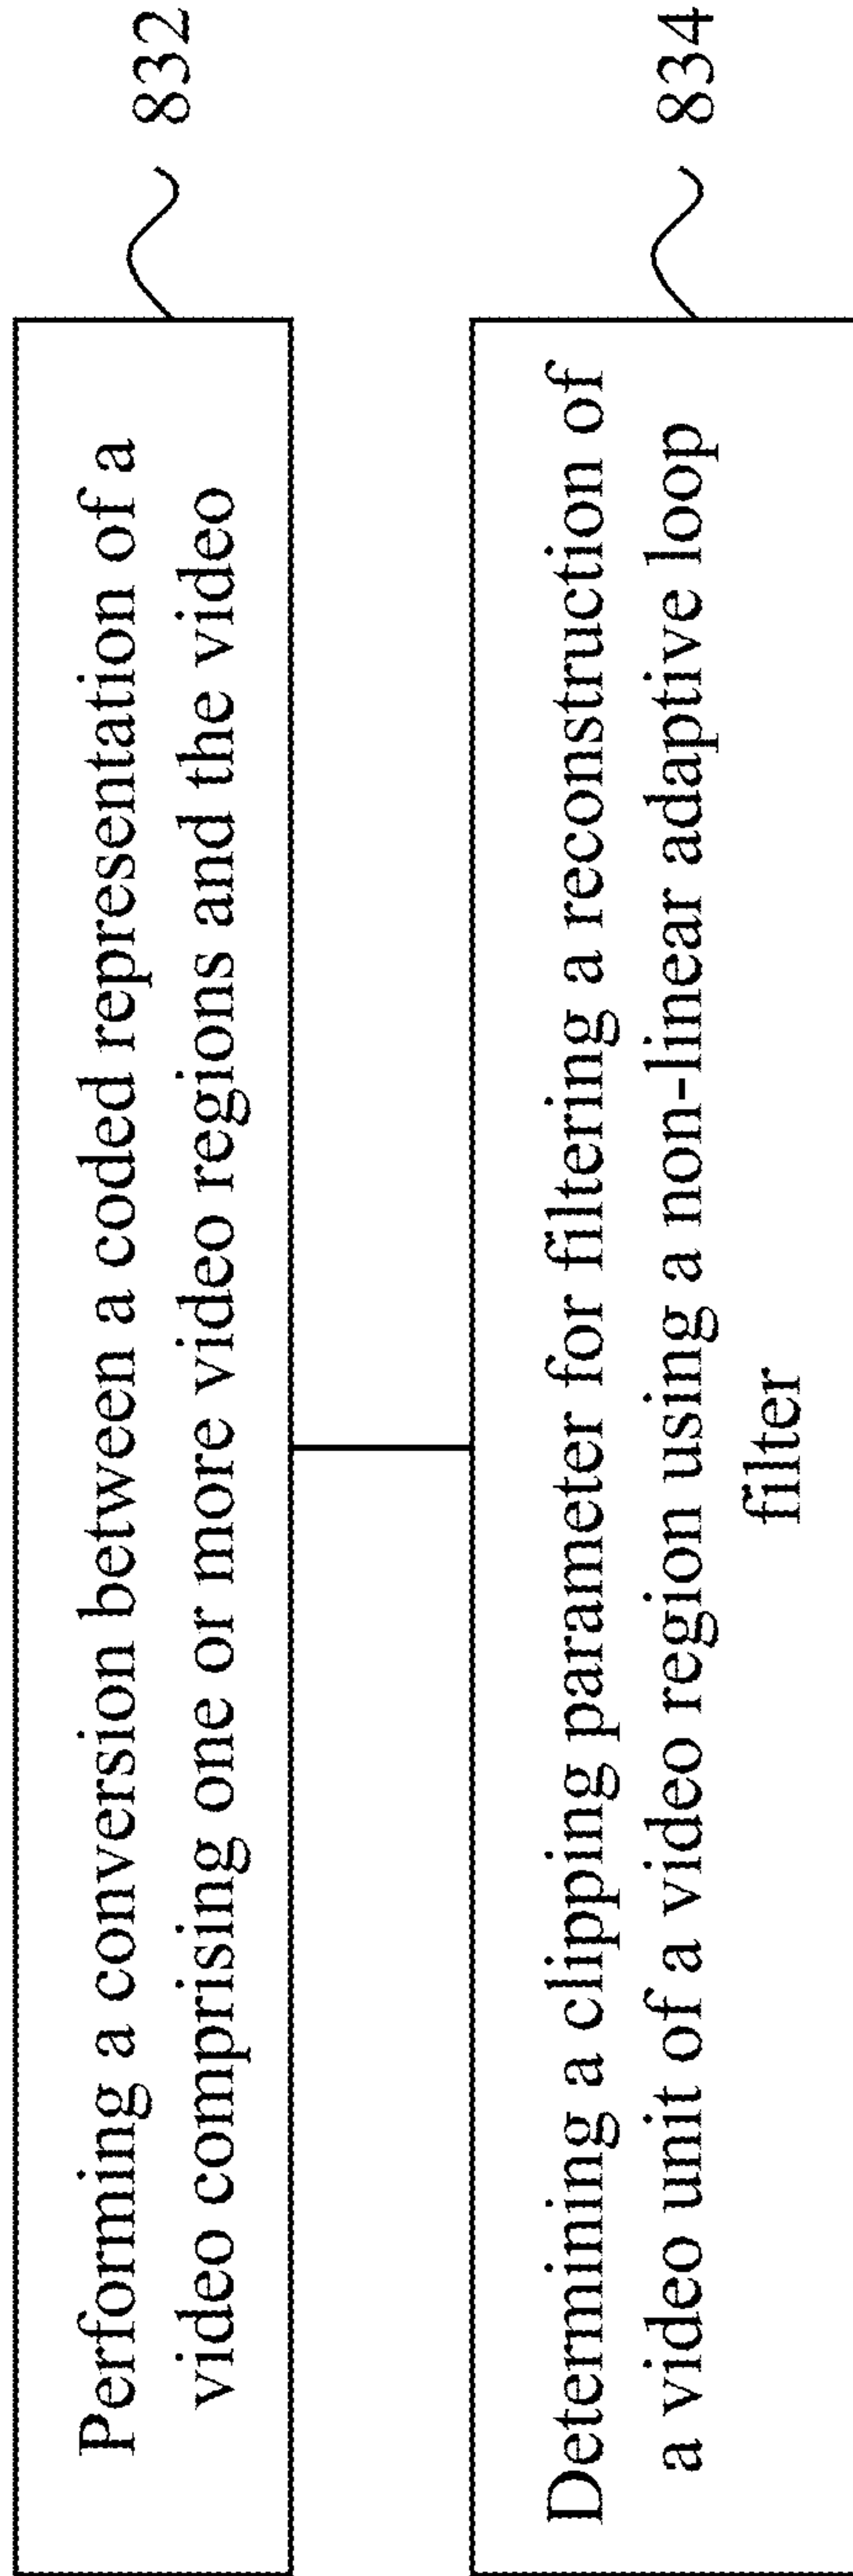 Performing a conversion between a coded representation of a
video comprising one or more video regions and the video
832
Determining a clipping parameter for filtering a reconstruction of
a video unit of a video region using a non-linear adaptive loop
filter
834